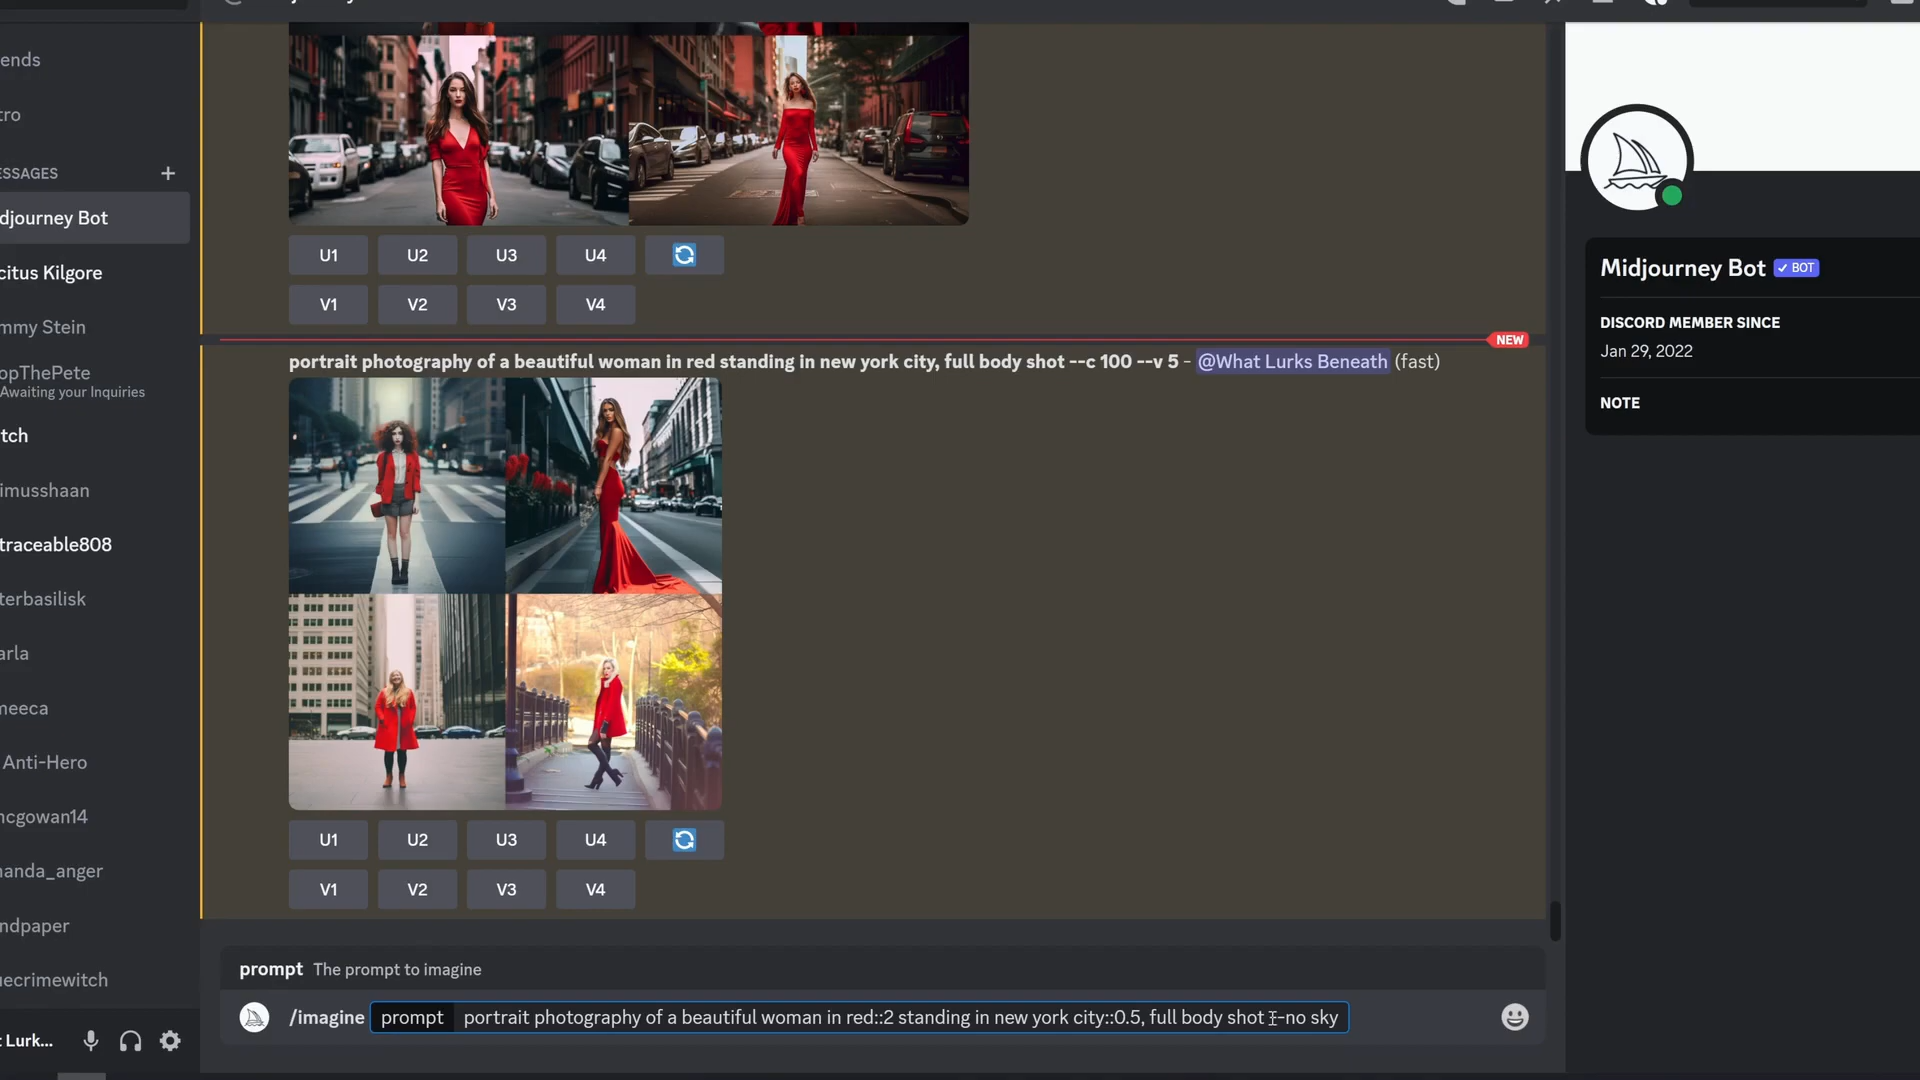 ends
tro
ESSAGES +
djourney Bot
citus Kilgore
mmy Stein
opThePete
Awaiting your Inquiries
tch
imusshaan
traceable808
terbasilisk
arla
meeca
Anti-Hero
ncgowan14
anda_anger
ndpaper
uecrimewitch
t Lurk...
U1 U2 U3 U4
V1 V2 V3 V4
NEW
portrait photography of a beautiful woman in red standing in new york city, full body shot --c 100 --v 5 - @What Lurks Beneath (fast)
U1 U2 U3 U4
V1 V2 V3 V4
prompt The prompt to imagine
/imagine prompt portrait photography of a beautiful woman in red::2 standing in new york city::0.5, full body shot --no sky
Midjourney Bot ✓ BOT
DISCORD MEMBER SINCE
Jan 29, 2022
NOTE